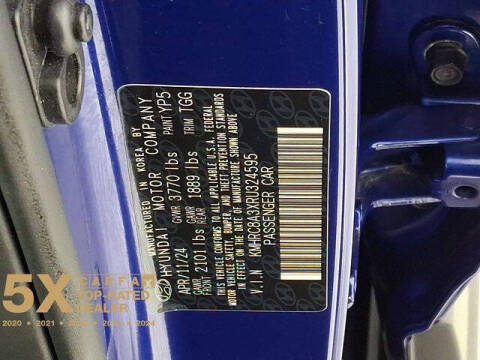 MANUFACTURED IN KOREA BY
HYUNDAI MOTOR COMPANY
APR/11/24 GVWR 3770 lbs PAINT YP5
GAWR FRONT 2101 lbs GAWR REAR 1889 lbs TRIM TGG
THIS VEHICLE CONFORMS TO ALL APPLICABLE U.S.A. FEDERAL
MOTOR VEHICLE SAFETY, BUMPER, AND THEFT PREVENTION
STANDARDS IN EFFECT ON THE DATE OF MANUFACTURE SHOWN ABOVE.
V.I.N KMHRC8A3XRU324595
PASSENGER CAR
5X CARFAX
TOP-RATED
DEALER
2020 • 2021